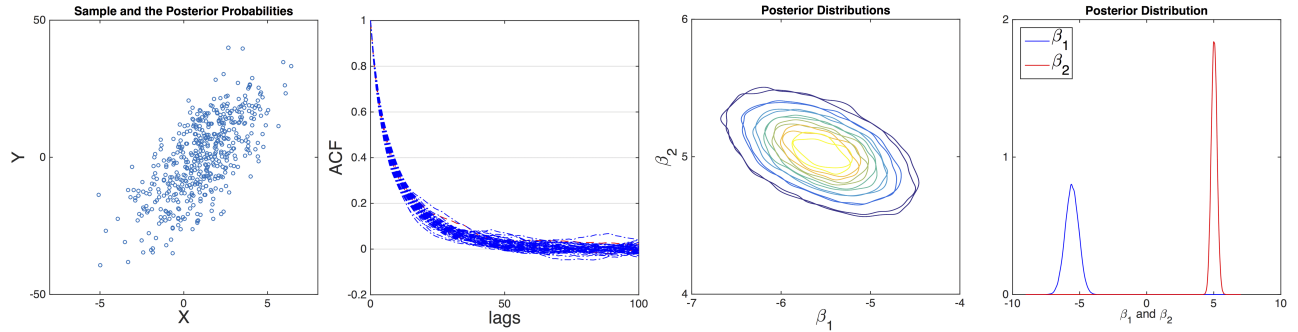 Sample and the Posterior Probabilities
50
0
-50
-5
0
5
Y
X
1
0.8
0.6
0.4
0.2
0
-0.2
0
50
100
ACF
lags
Posterior Distributions
6
5
4
-7
-6
-5
-4
β₂
β₁
Posterior Distribution
2
1
0
-10
-5
0
5
10
β₁
β₂
β₁ and β₂